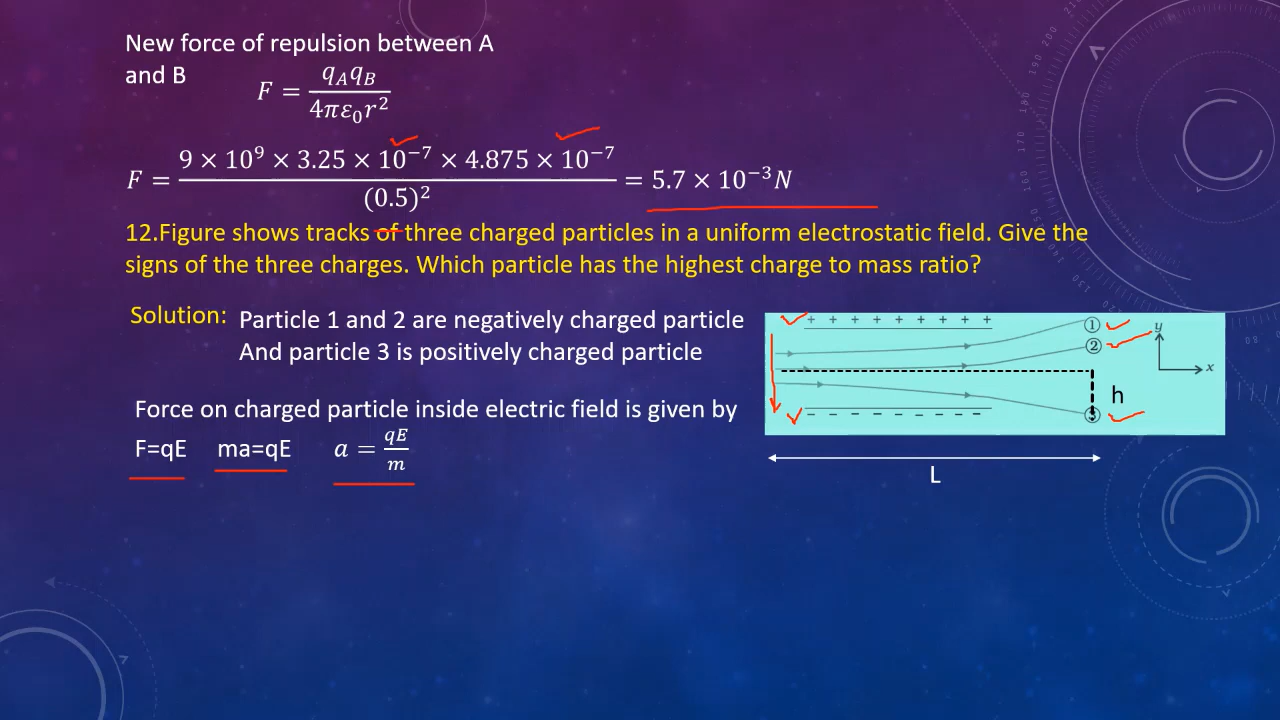 New force of repulsion between A
and B
F = q_A q_B / 4πε₀r²
F = 9 × 10⁹ × 3.25 × 10⁻⁷ × 4.875 × 10⁻⁷ / (0.5)² = 5.7 × 10⁻³ N
12.Figure shows tracks of three charged particles in a uniform electrostatic field. Give the
signs of the three charges. Which particle has the highest charge to mass ratio?
Solution:
Particle 1 and 2 are negatively charged particle
And particle 3 is positively charged particle
+ + + + + + + + +
① y
②
x
h
− − − − − − − − −
③
L
Force on charged particle inside electric field is given by
F=qE ma=qE a = qE / m